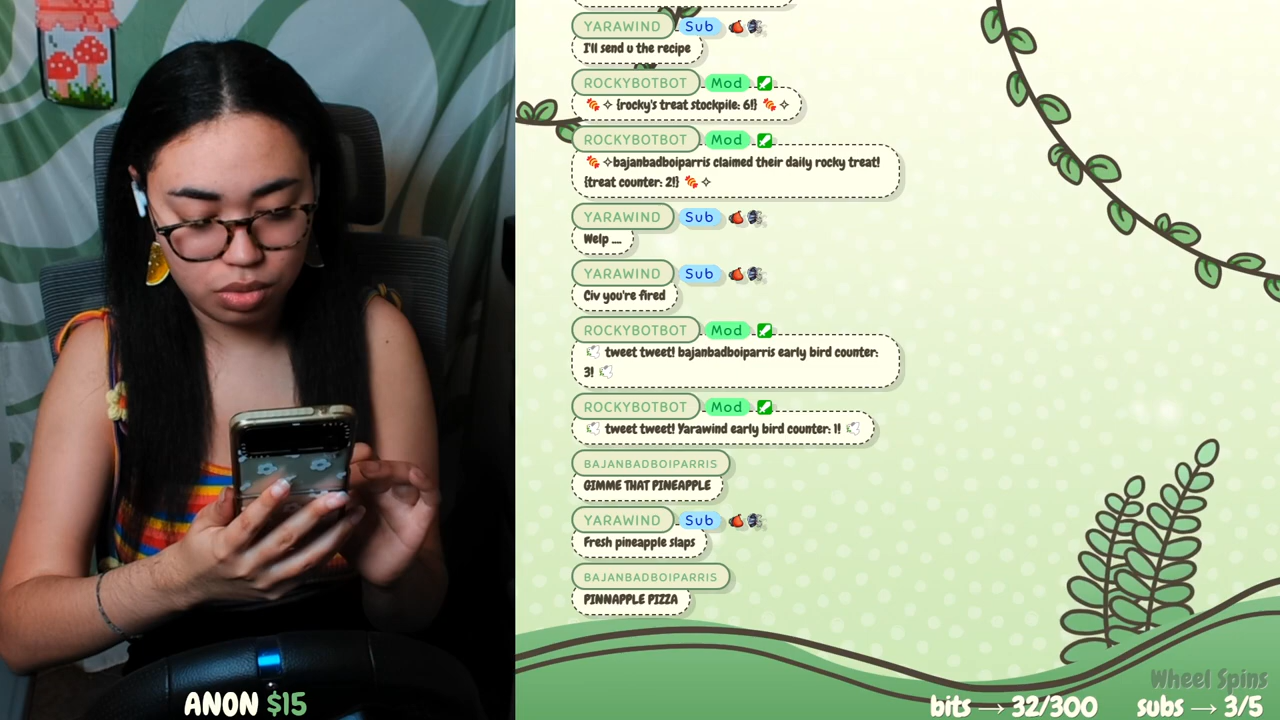 YARAWIND Sub
I'll send u the recipe
ROCKYBOTBOT Mod
{rocky's treat stockpile: 6!}
ROCKYBOTBOT Mod
bajanbadboiparris claimed their daily rocky treat!
{treat counter: 2!}
YARAWIND Sub
Welp ....
YARAWIND Sub
Civ you're fired
ROCKYBOTBOT Mod
tweet tweet! bajanbadboiparris early bird counter:
3!
ROCKYBOTBOT Mod
tweet tweet! Yarawind early bird counter: 1!
BAJANBADBOIPARRIS
GIMME THAT PINEAPPLE
YARAWIND Sub
Fresh pineapple slaps
BAJANBADBOIPARRIS
PINNAPPLE PIZZA
Wheel Spins
ANON $15
bits → 32/300 subs → 3/5